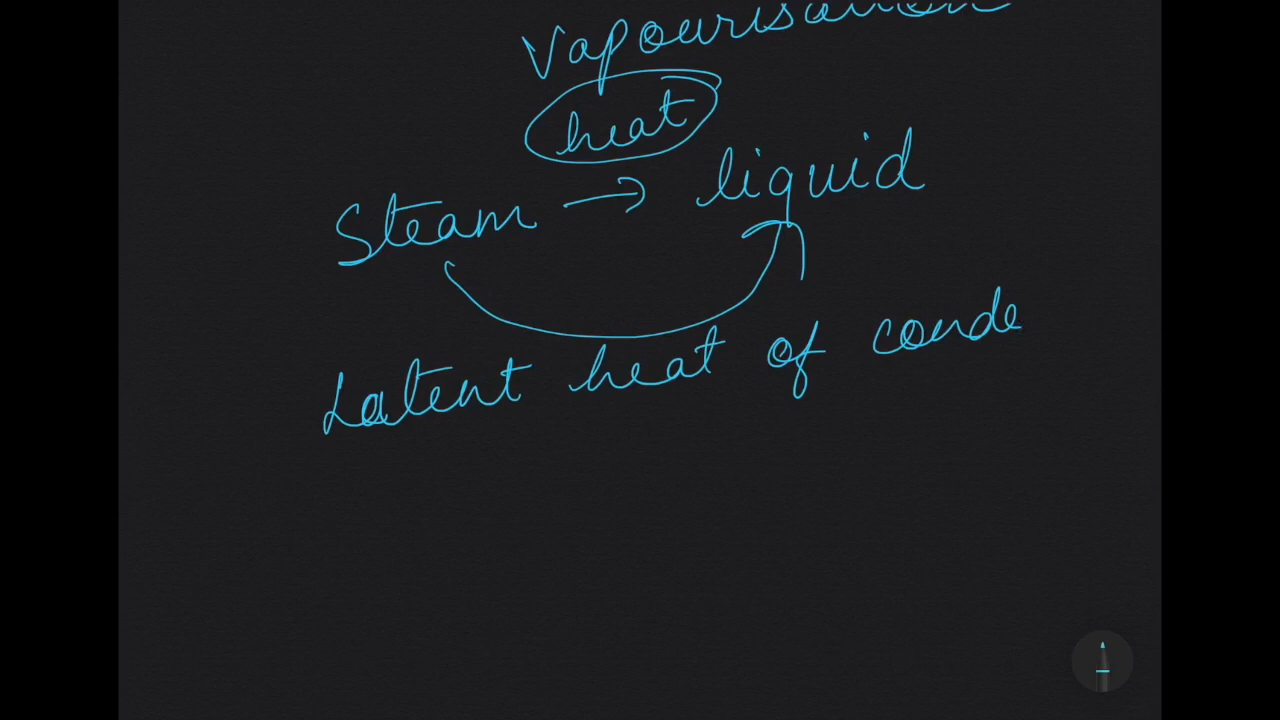 Vapourisation
heat
Steam → liquid
Latent heat of conde